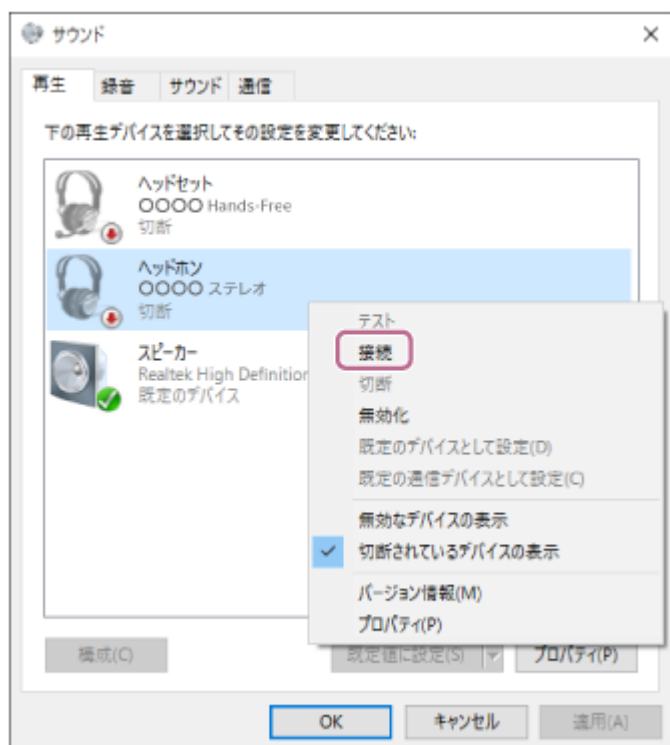 サウンド
再生 録音 サウンド 通信
下の再生デバイスを選択してその設定を変更してください:
ヘッドセット
〇〇〇〇 Hands-Free
切断
ヘッドホン
〇〇〇〇 ステレオ
切断
スピーカー
Realtek High Definition
既定のデバイス
テスト
接続
切断
無効化
既定のデバイスとして設定(D)
既定の通信デバイスとして設定(C)
無効なデバイスの表示
切断されているデバイスの表示
バージョン情報(M)
プロパティ(P)
構成(C) 既定値に設定(S) プロパティ(P)
OK キャンセル 適用(A)